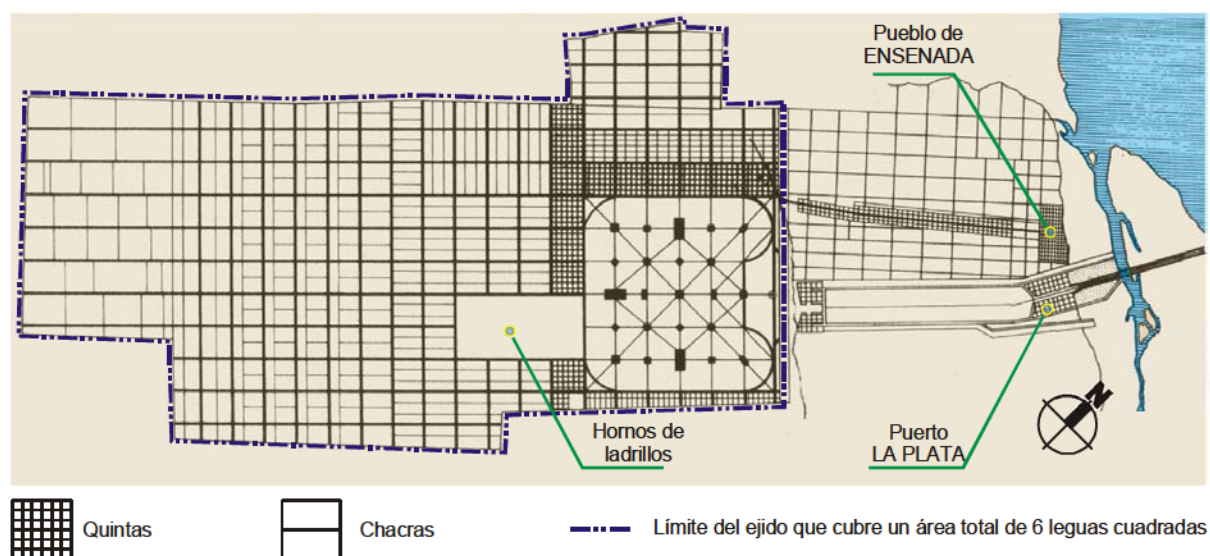 Pueblo de
ENSENADA
N
Hornos de
ladrillos
Puerto
LA PLATA
Quintas
Chacras
Límite del ejido que cubre un área total de 6 leguas cuadradas